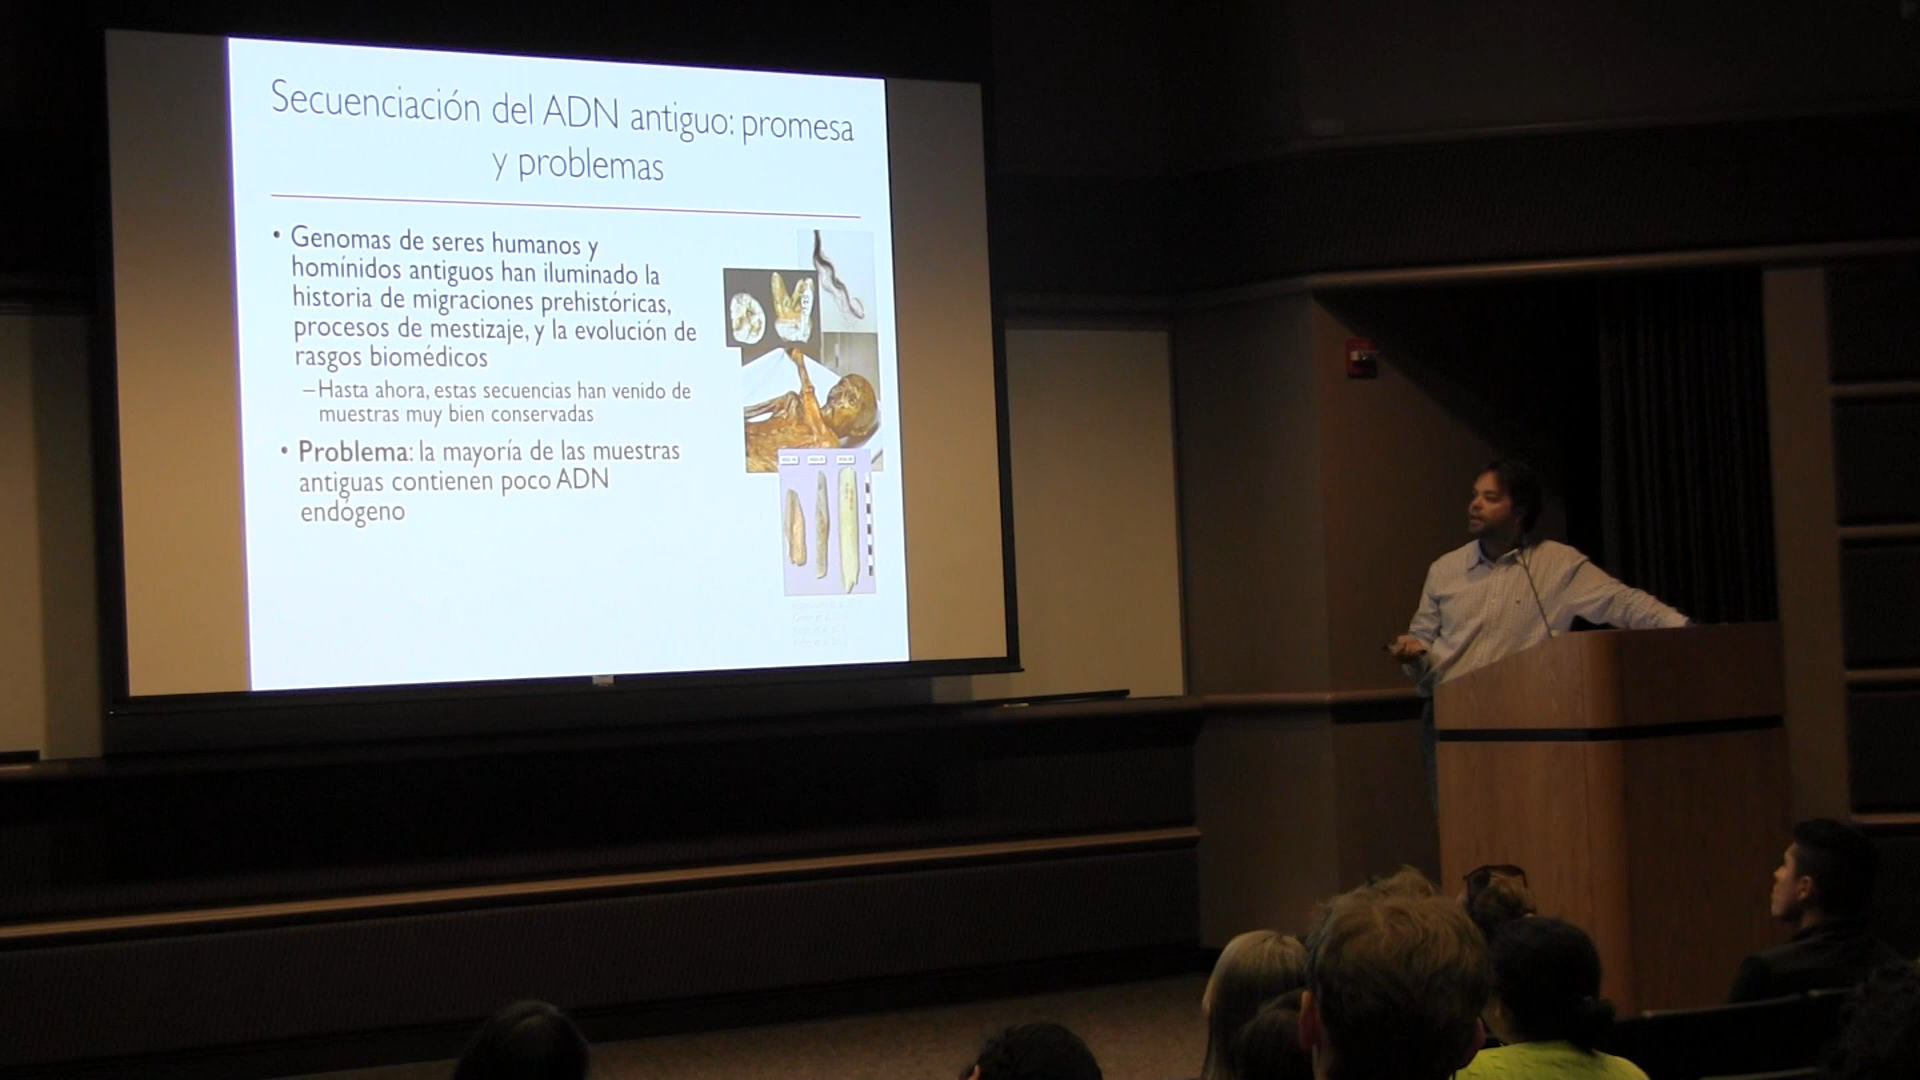 Secuenciación del ADN antiguo: promesa
y problemas
• Genomas de seres humanos y
homínidos antiguos han iluminado la
historia de migraciones prehistóricas,
procesos de mestizaje, y la evolución de
rasgos biomédicos
–Hasta ahora, estas secuencias han venido de
muestras muy bien conservadas
• Problema: la mayoría de las muestras
antiguas contienen poco ADN
endógeno